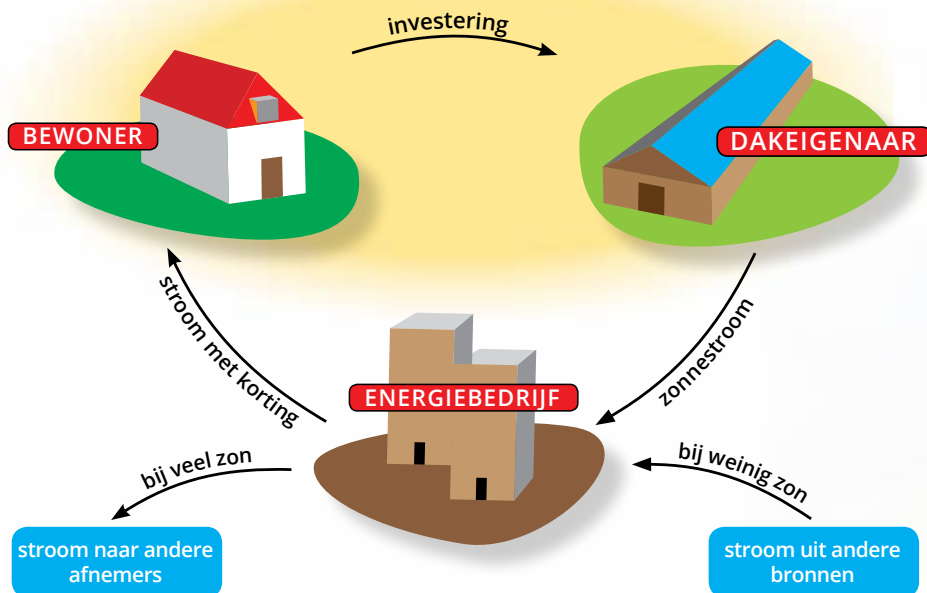 investering
BEWONER
DAKEIGENAAR
stroom met korting
zonnestroom
ENERGIEBEDRIJF
bij veel zon
bij weinig zon
stroom naar andere
afnemers
stroom uit andere
bronnen